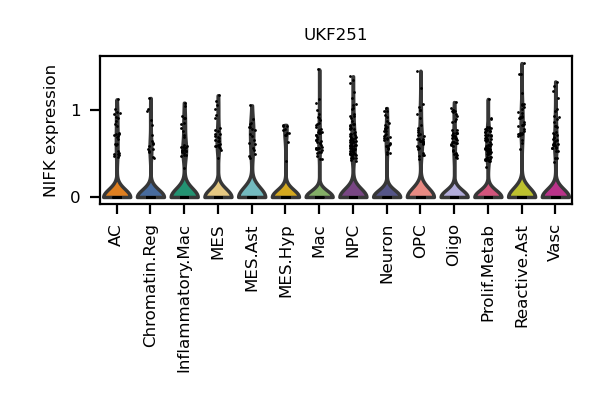 UKF251
NIFK expression
1
0
AC
Chromatin.Reg
Inflammatory.Mac
MES
MES.Ast
MES.Hyp
Mac
NPC
Neuron
OPC
Oligo
Prolif.Metab
Reactive.Ast
Vasc